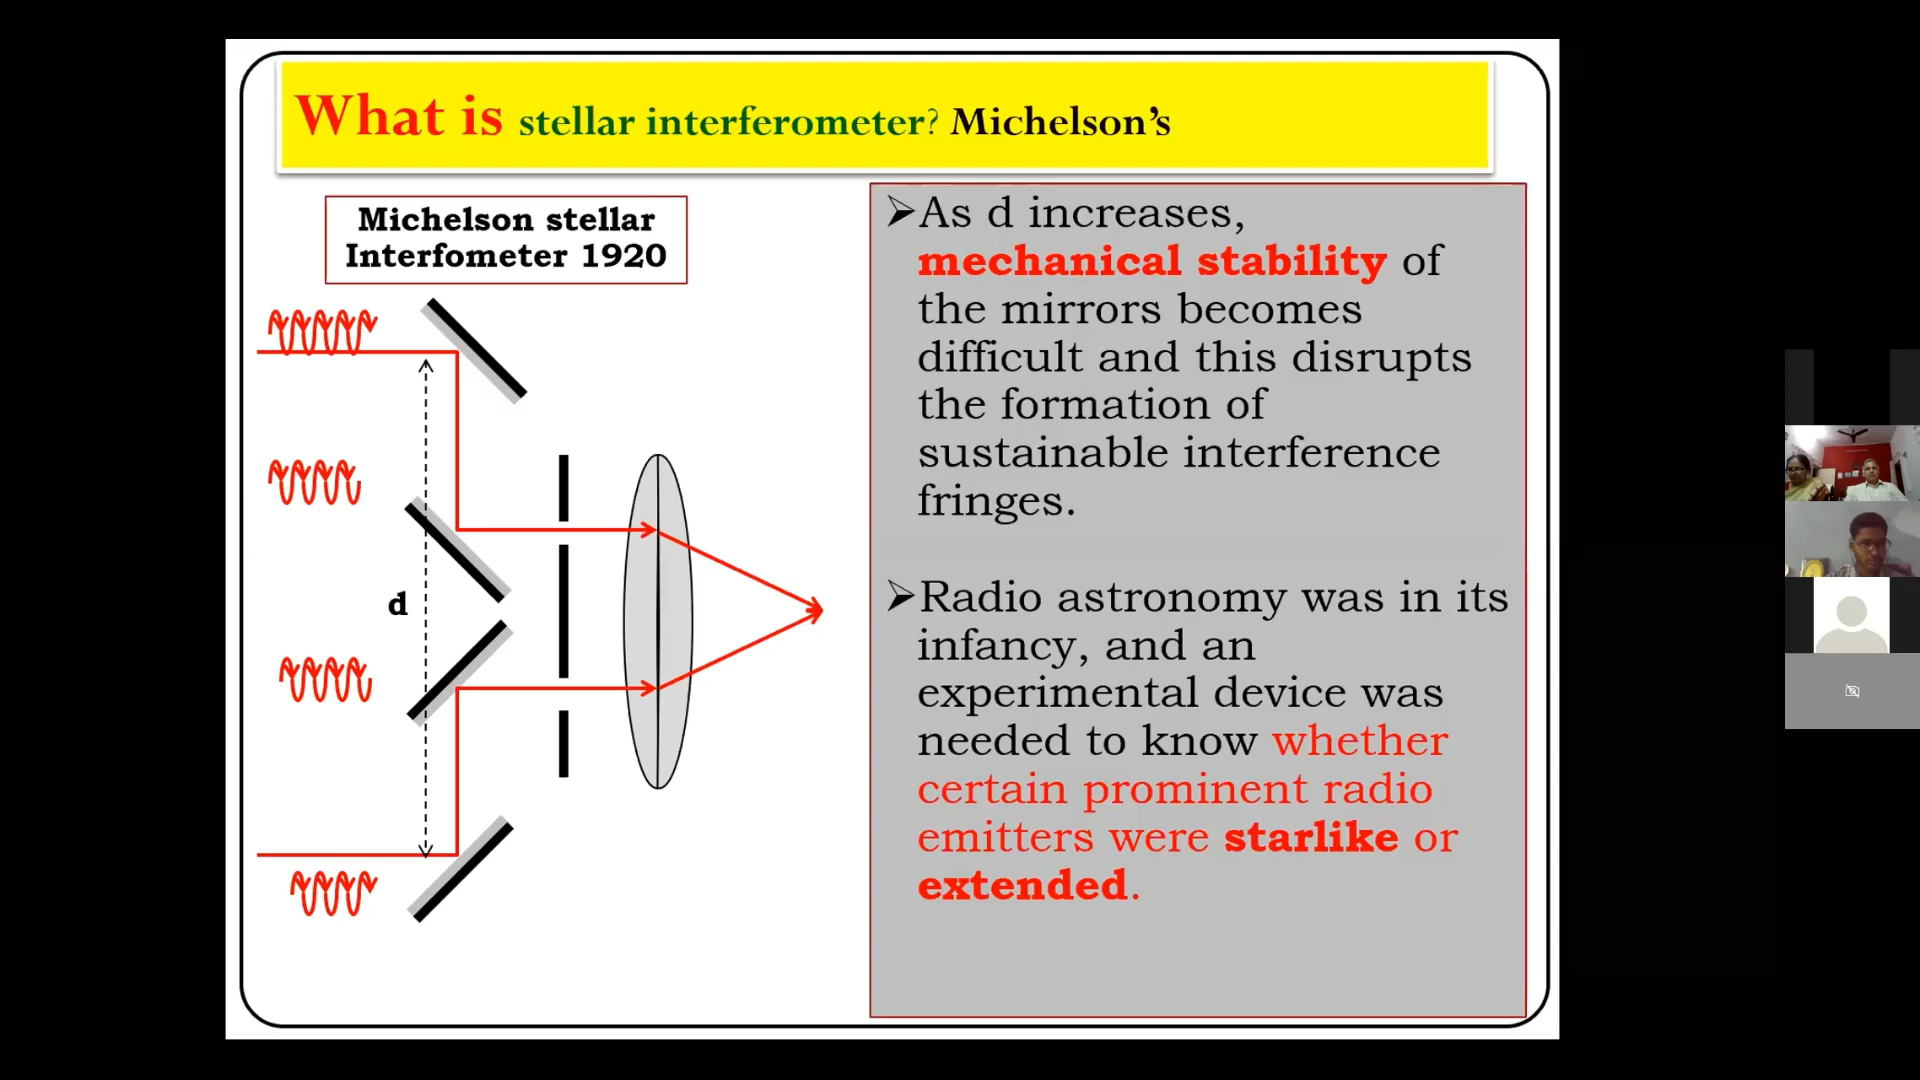 What is stellar interferometer? Michelson's
Michelson stellar
Interfometer 1920
d
➢As d increases,
mechanical stability of
the mirrors becomes
difficult and this disrupts
the formation of
sustainable interference
fringes.
➢Radio astronomy was in its
infancy, and an
experimental device was
needed to know whether
certain prominent radio
emitters were starlike or
extended.